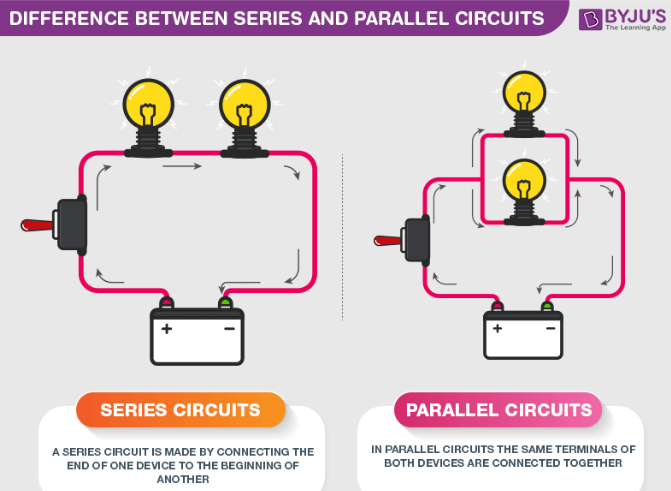 DIFFERENCE BETWEEN SERIES AND PARALLEL CIRCUITS
BYJU'S
The Learning App
+ −
+ −
SERIES CIRCUITS
A SERIES CIRCUIT IS MADE BY CONNECTING THE
END OF ONE DEVICE TO THE BEGINNING OF
ANOTHER
PARALLEL CIRCUITS
IN PARALLEL CIRCUITS THE SAME TERMINALS OF
BOTH DEVICES ARE CONNECTED TOGETHER